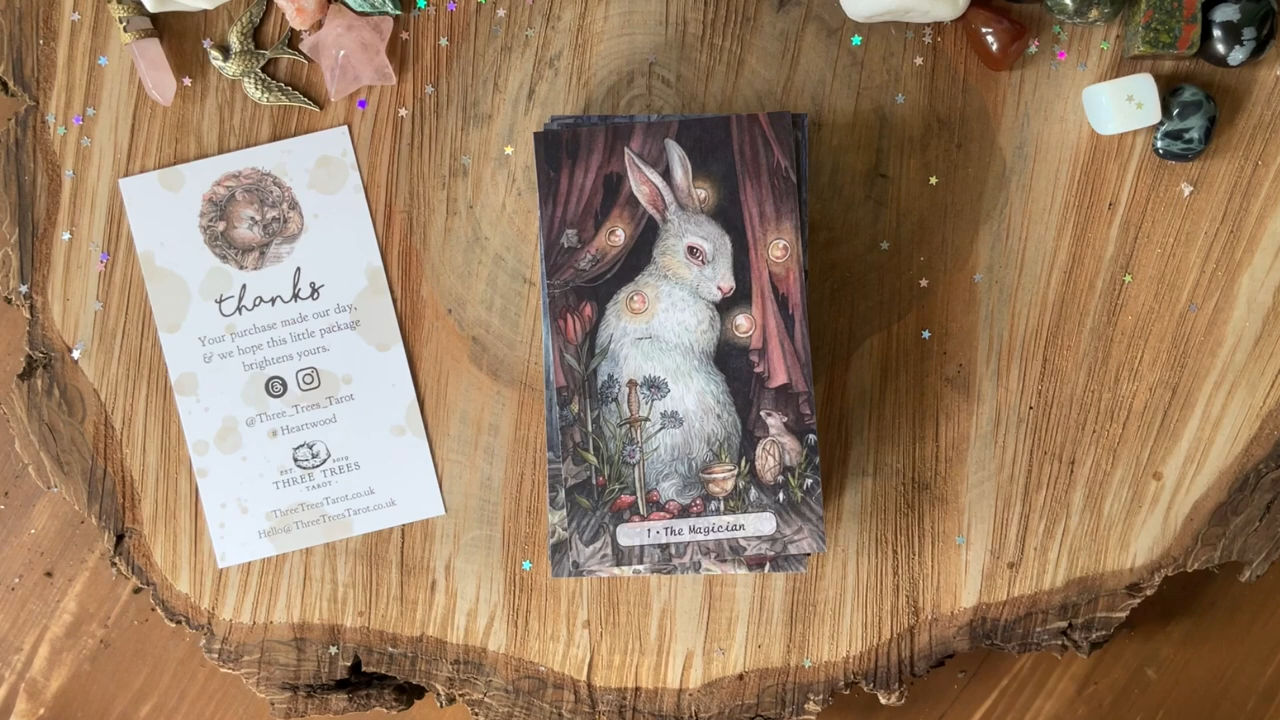 thanks
Your purchase made our day,
& we hope this little package
brightens yours.
@Three_Trees_Tarot
#Heartwood
EST. 2019
THREE TREES
· TAROT ·
ThreeTreesTarot.co.uk
Hello@ThreeTreesTarot.co.uk
1 • The Magician